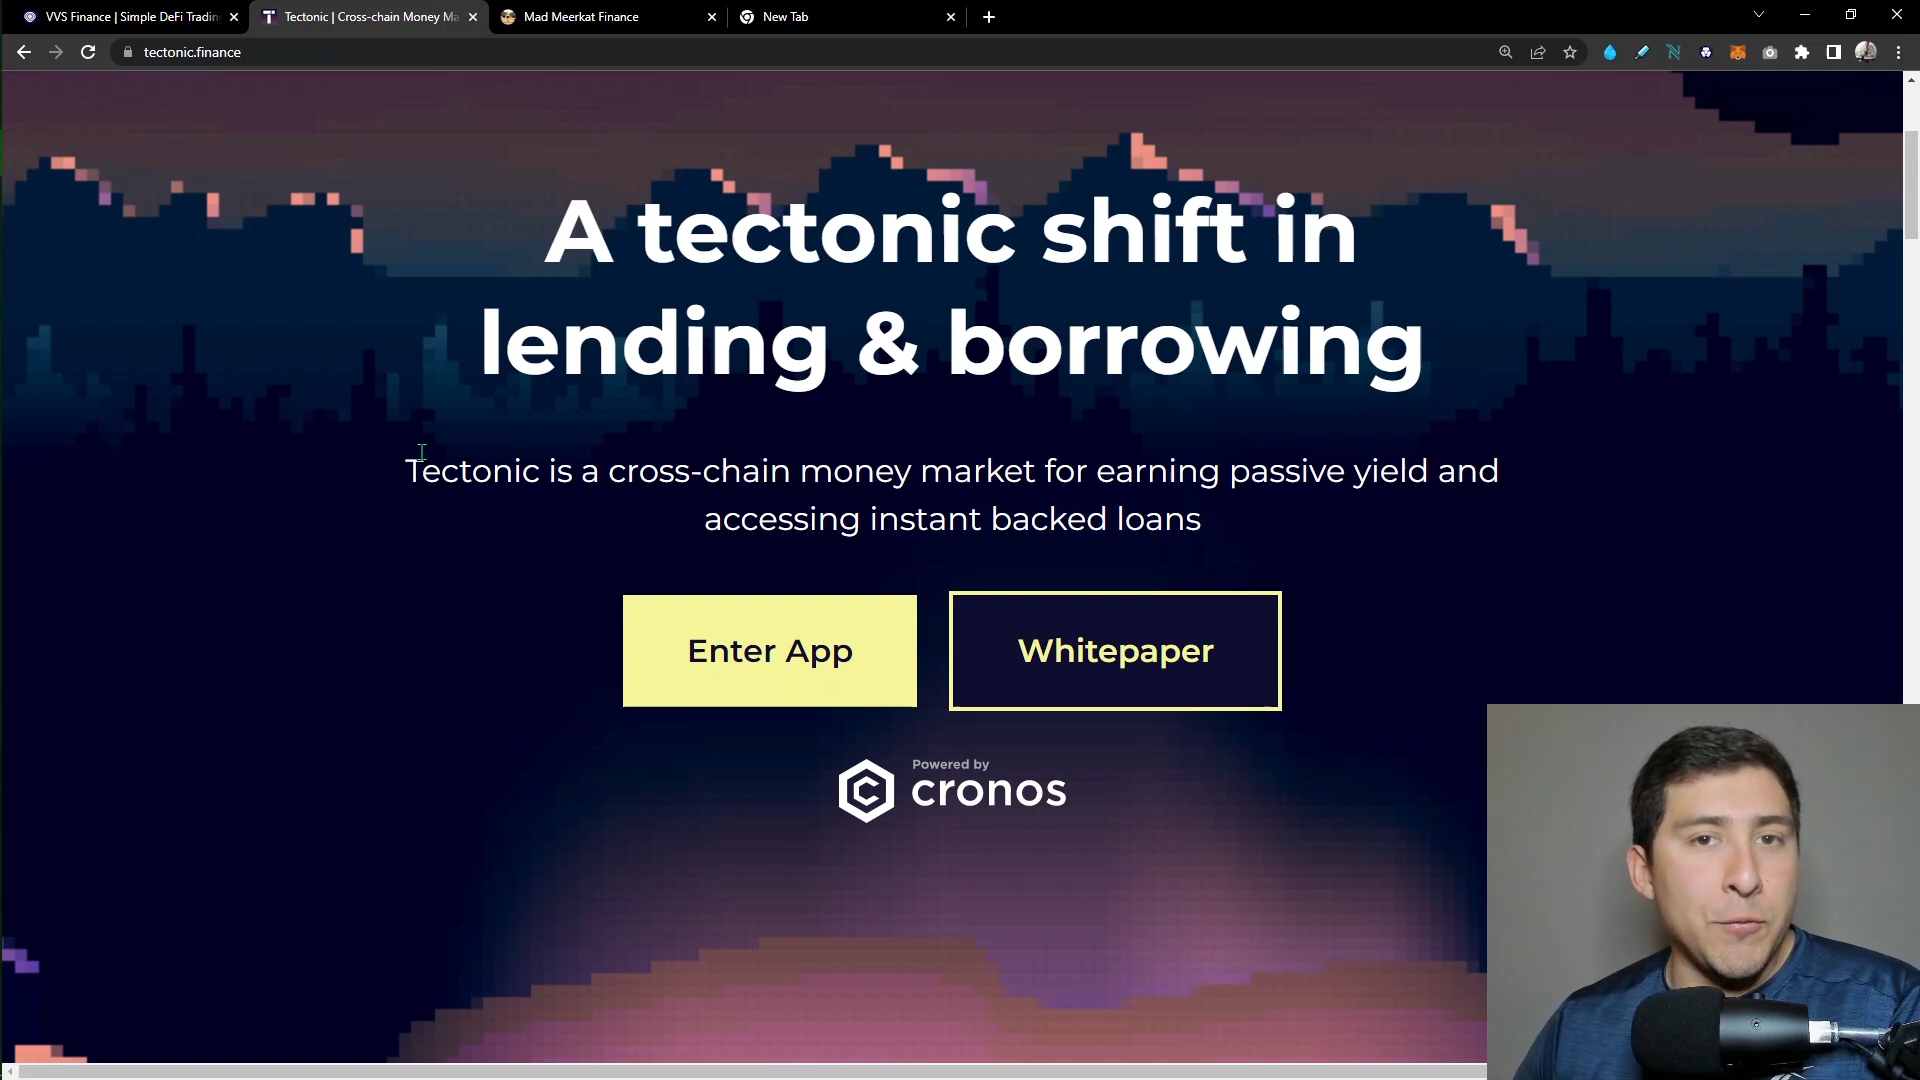 VVS Finance | Simple DeFi Trading
Tectonic | Cross-chain Money Ma
Mad Meerkat Finance
New Tab
tectonic.finance
A tectonic shift in
lending & borrowing
Tectonic is a cross-chain money market for earning passive yield and
accessing instant backed loans
Enter App
Whitepaper
Powered by
cronos